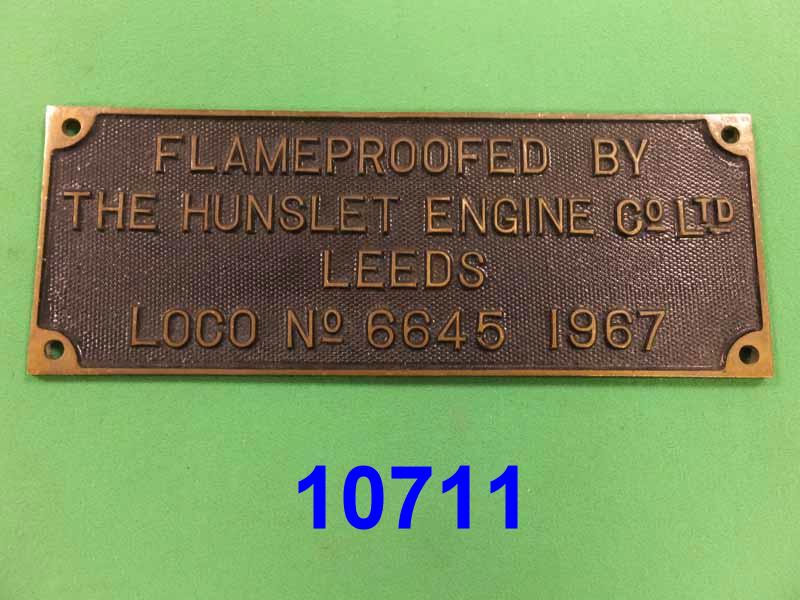 FLAMEPROOFED BY
THE HUNSLET ENGINE Cº LTD
LEEDS
LOCO Nº 6645 1967
10711